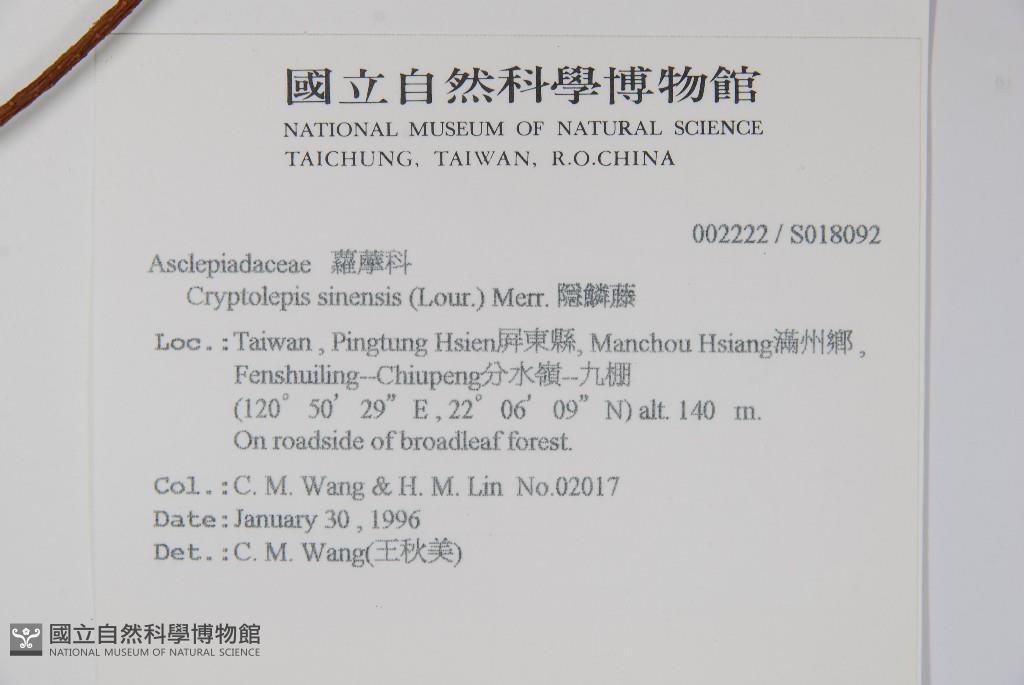 國立自然科學博物館
NATIONAL MUSEUM OF NATURAL SCIENCE
TAICHUNG, TAIWAN, R.O.CHINA
002222 / S018092
Asclepiadaceae 蘿藦科
Cryptolepis sinensis (Lour.) Merr. 隱鱗藤
Loc.:Taiwan , Pingtung Hsien屏東縣, Manchou Hsiang滿州鄉 ,
Fenshuiling--Chiupeng分水嶺--九棚
(120° 50′ 29” E , 22° 06′ 09” N) alt. 140 m.
On roadside of broadleaf forest.
Col.:C. M. Wang & H. M. Lin No.02017
Date:January 30 , 1996
Det.:C. M. Wang(王秋美)
國立自然科學博物館
NATIONAL MUSEUM OF NATURAL SCIENCE